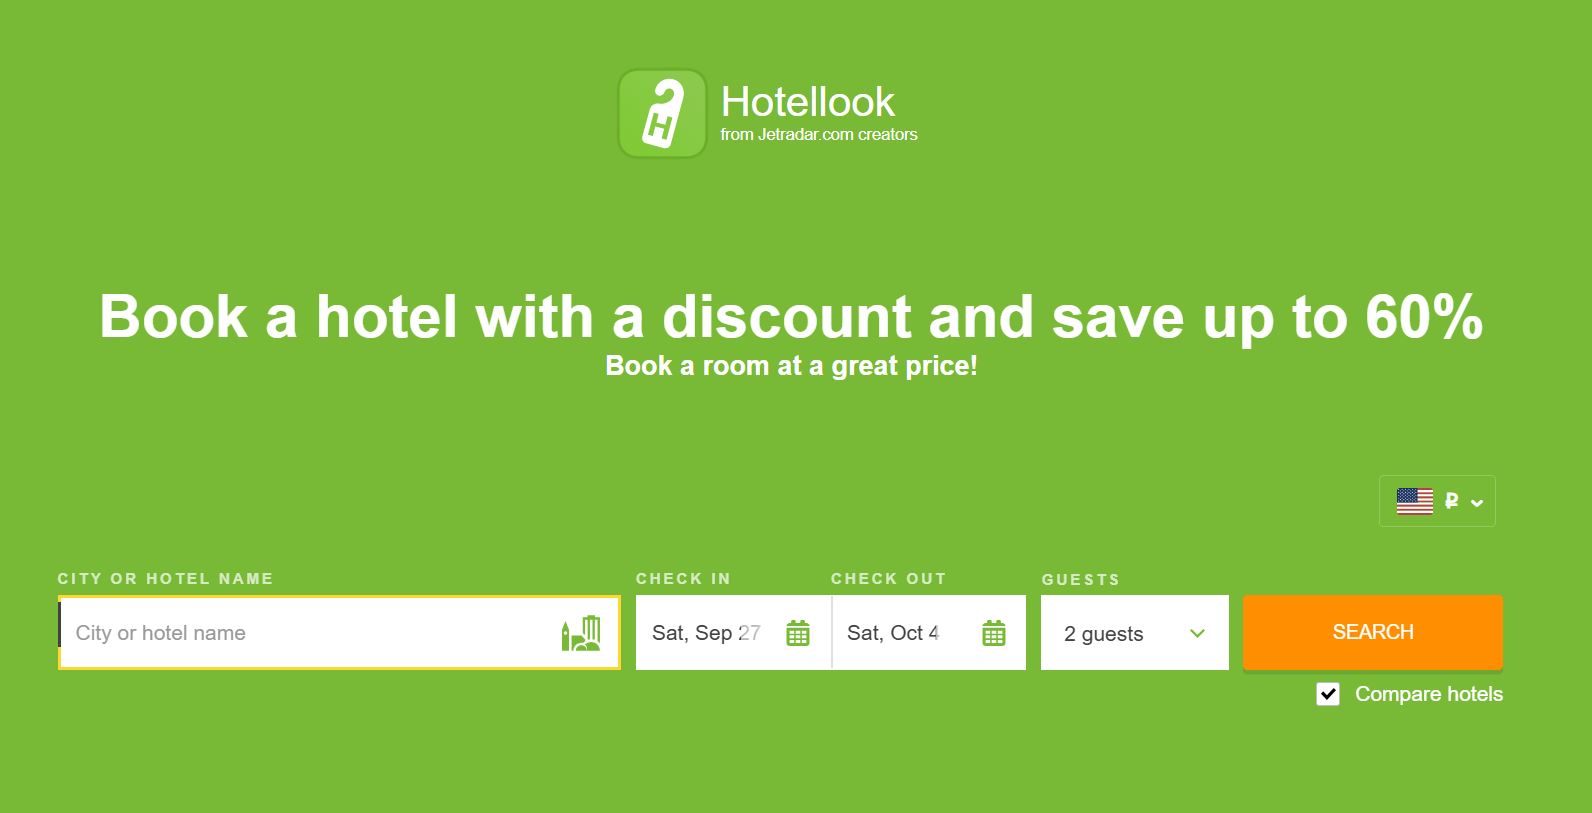 Hotellook
from Jetradar.com creators
Book a hotel with a discount and save up to 60%
Book a room at a great price!
₽
CITY OR HOTEL NAME
CHECK IN
CHECK OUT
GUESTS
City or hotel name
Sat, Sep 27
Sat, Oct 4
2 guests
SEARCH
Compare hotels